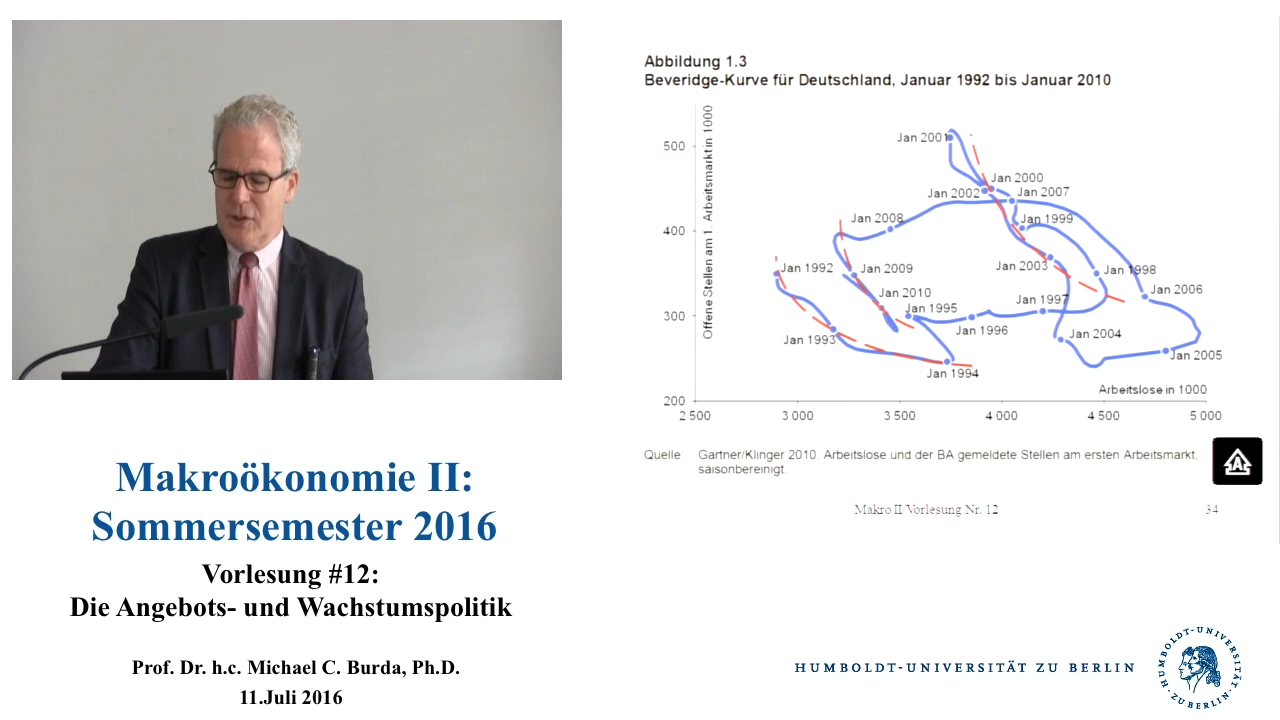 Abbildung 1.3
Beveridge-Kurve für Deutschland, Januar 1992 bis Januar 2010
Offene Stellen am 1. Arbeitsmarkt in 1000
500
400
300
200
Jan 2001
Jan 2000
Jan 2002
Jan 2007
Jan 2008
Jan 1999
Jan 1992
Jan 2009
Jan 2003
Jan 1998
Jan 2010
Jan 1997
Jan 2006
Jan 1995
Jan 1993
Jan 1996
Jan 2004
Jan 2005
Jan 1994
Arbeitslose in 1000
2 500
3 000
3 500
4 000
4 500
5 000
Quelle: Gartner/Klinger 2010. Arbeitslose und der BA gemeldete Stellen am ersten Arbeitsmarkt.
saisonbereinigt.
A
Makro II Vorlesung Nr. 12
34
Makroökonomie II:
Sommersemester 2016
Vorlesung #12:
Die Angebots- und Wachstumspolitik
Prof. Dr. h.c. Michael C. Burda, Ph.D.
11.Juli 2016
HUMBOLDT-UNIVERSITÄT ZU BERLIN
HUMBOLDT-UNIVERSITÄT
ZU BERLIN